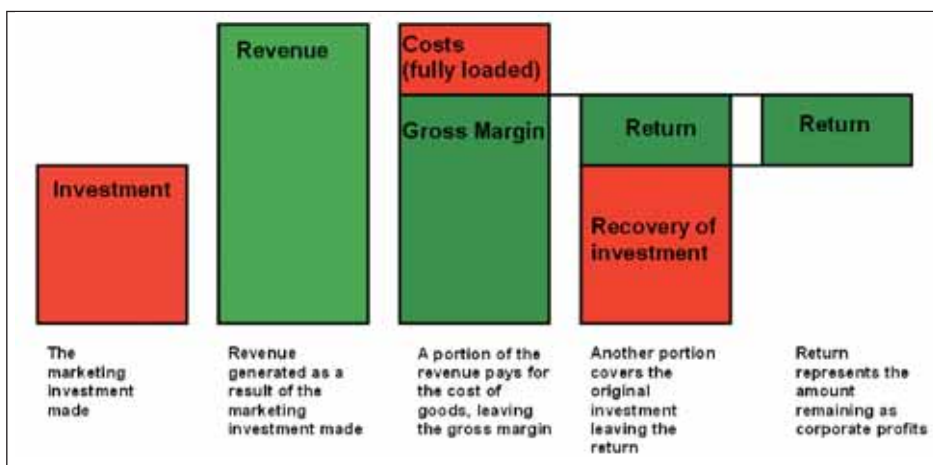 Investment
Revenue
Costs
(fully loaded)
Gross Margin
Return
Recovery of
investment
Return
The
marketing
investment
made
Revenue
generated as a
result of the
marketing
investment made
A portion of the
revenue pays for
the cost of
goods, leaving
the gross margin
Another portion
covers the
original
investment
leaving the
return
Return
represents the
amount
remaining as
corporate profits